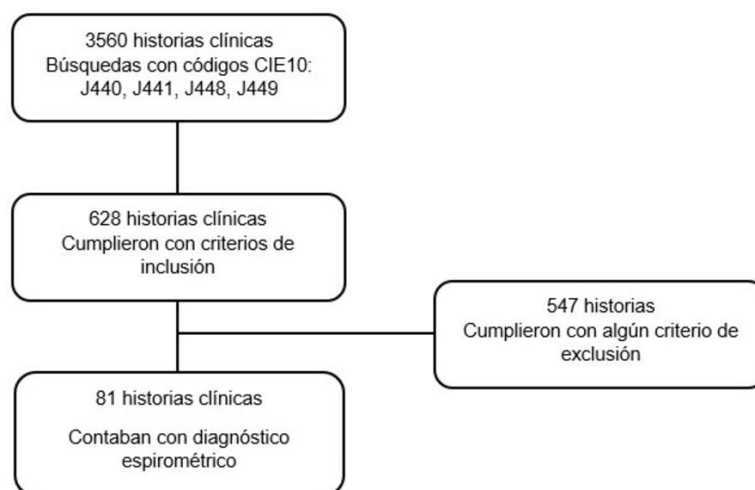 3560 historias clínicas
Búsquedas con códigos CIE10:
J440, J441, J448, J449
628 historias clínicas
Cumplieron con criterios de
inclusión
547 historias
Cumplieron con algún criterio de
exclusión
81 historias clínicas
Contaban con diagnóstico
espirométrico